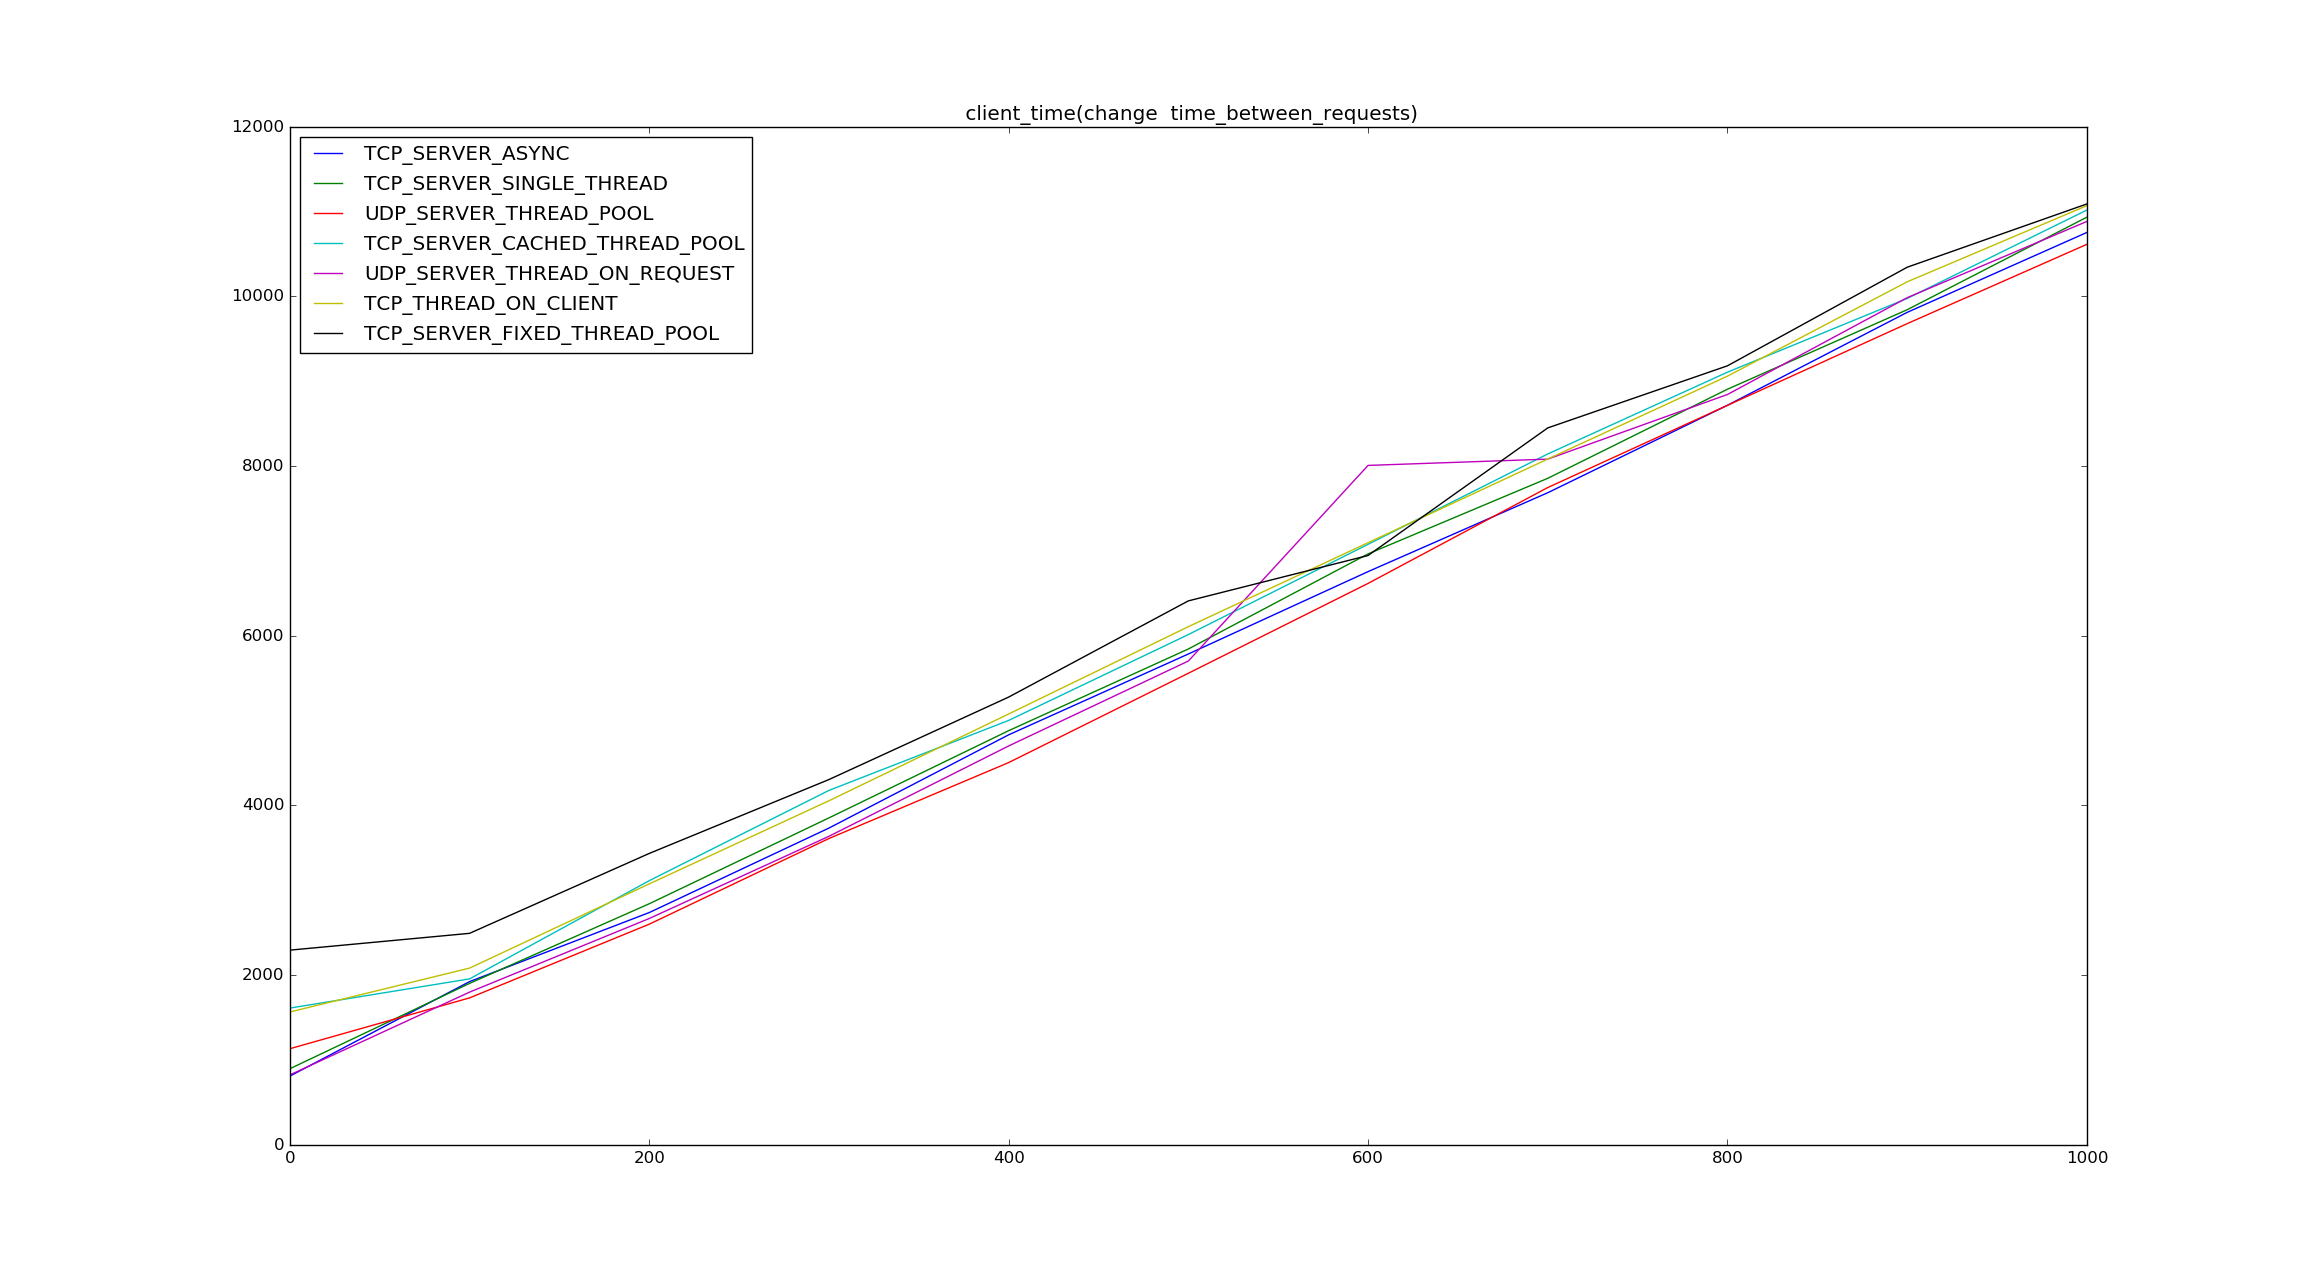 client_time(change  time_between_requests)
12000
10000
8000
6000
4000
2000
0
TCP_SERVER_ASYNC
TCP_SERVER_SINGLE_THREAD
UDP_SERVER_THREAD_POOL
TCP_SERVER_CACHED_THREAD_POOL
UDP_SERVER_THREAD_ON_REQUEST
TCP_THREAD_ON_CLIENT
TCP_SERVER_FIXED_THREAD_POOL
0 200 400 600 800 1000